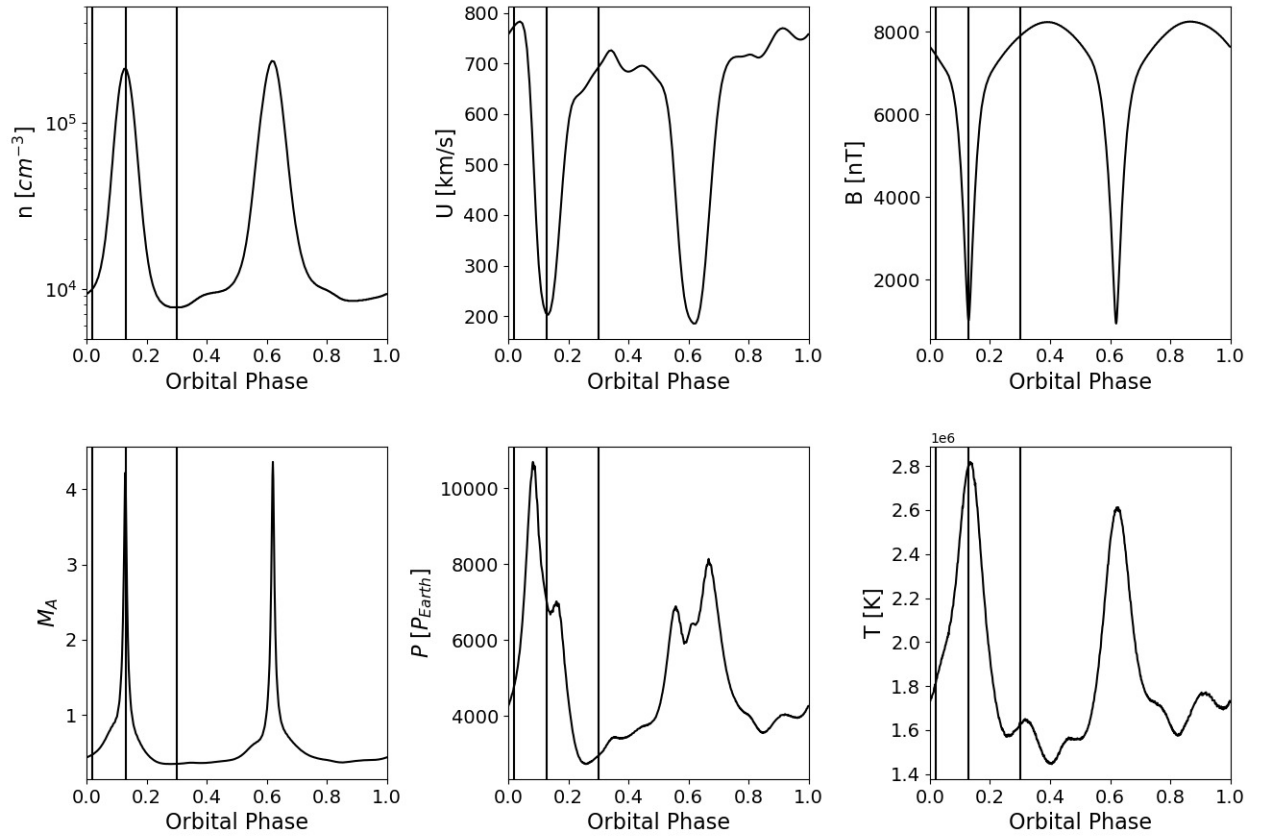 n [cm⁻³]
10⁵
10⁴
0.0 0.2 0.4 0.6 0.8 1.0
Orbital Phase
U [km/s]
800
700
600
500
400
300
200
0.0 0.2 0.4 0.6 0.8 1.0
Orbital Phase
B [nT]
8000
6000
4000
2000
0.0 0.2 0.4 0.6 0.8 1.0
Orbital Phase
M_A
4
3
2
1
0.0 0.2 0.4 0.6 0.8 1.0
Orbital Phase
P [P_Earth]
10000
8000
6000
4000
0.0 0.2 0.4 0.6 0.8 1.0
Orbital Phase
1e6
T [K]
2.8
2.6
2.4
2.2
2.0
1.8
1.6
1.4
0.0 0.2 0.4 0.6 0.8 1.0
Orbital Phase